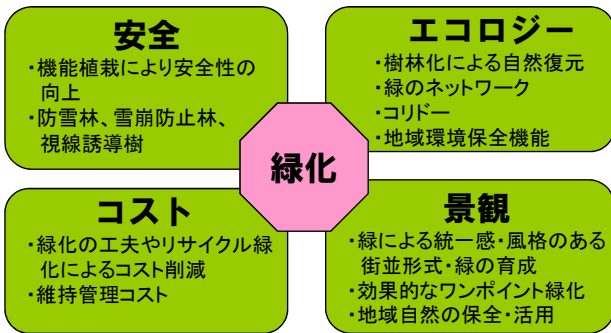 安全
・機能植栽により安全性の
向上
・防雪林、雪崩防止林、
視線誘導樹
エコロジー
・樹林化による自然復元
・緑のネットワーク
・コリドー
・地域環境保全機能
緑化
コスト
・緑化の工夫やリサイクル緑
化によるコスト削減
・維持管理コスト
景観
・緑による統一感・風格のある
街並形式・緑の育成
・効果的なワンポイント緑化
・地域自然の保全・活用